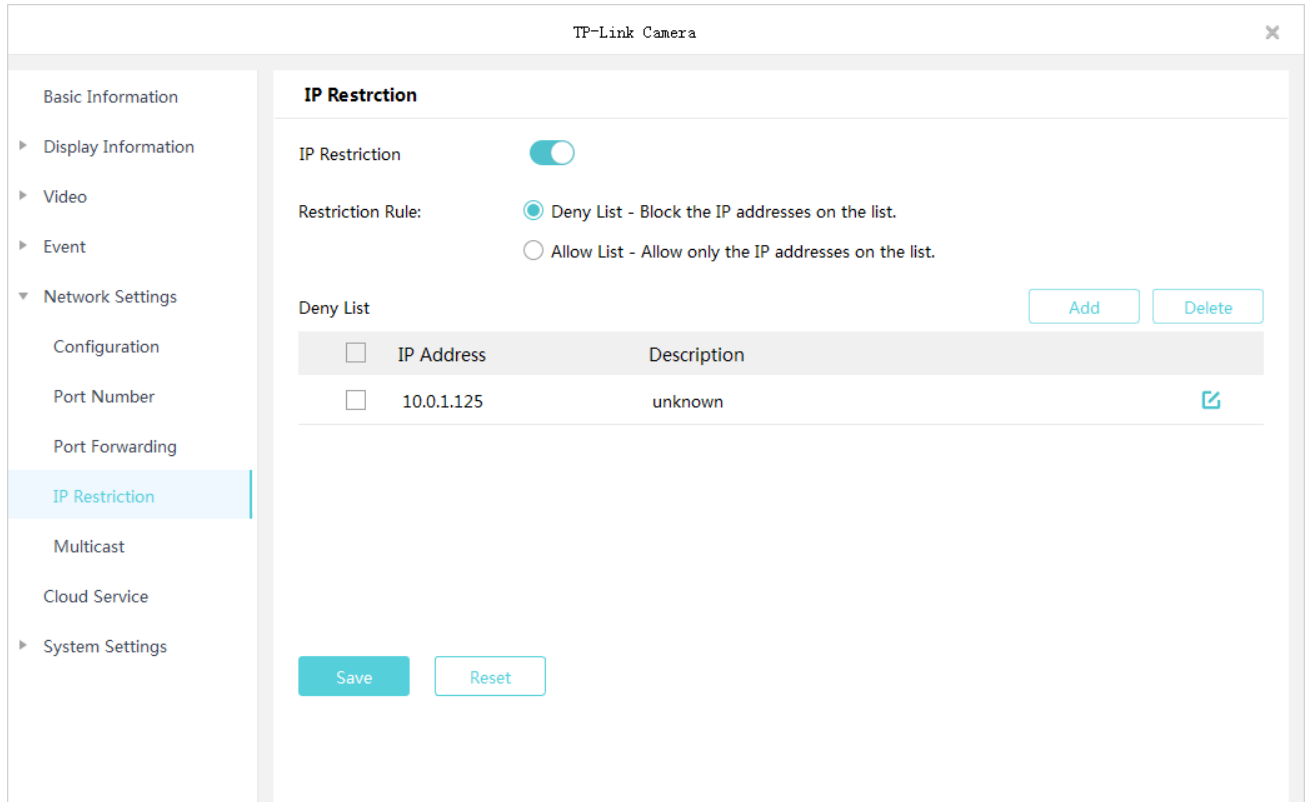 TP-Link Camera
Basic Information
Display Information
Video
Event
Network Settings
Configuration
Port Number
Port Forwarding
IP Restriction
Multicast
Cloud Service
System Settings
IP Restrction
IP Restriction
Restriction Rule:
Deny List - Block the IP addresses on the list.
Allow List - Allow only the IP addresses on the list.
Deny List
Add Delete
IP Address Description
10.0.1.125 unknown
Save Reset